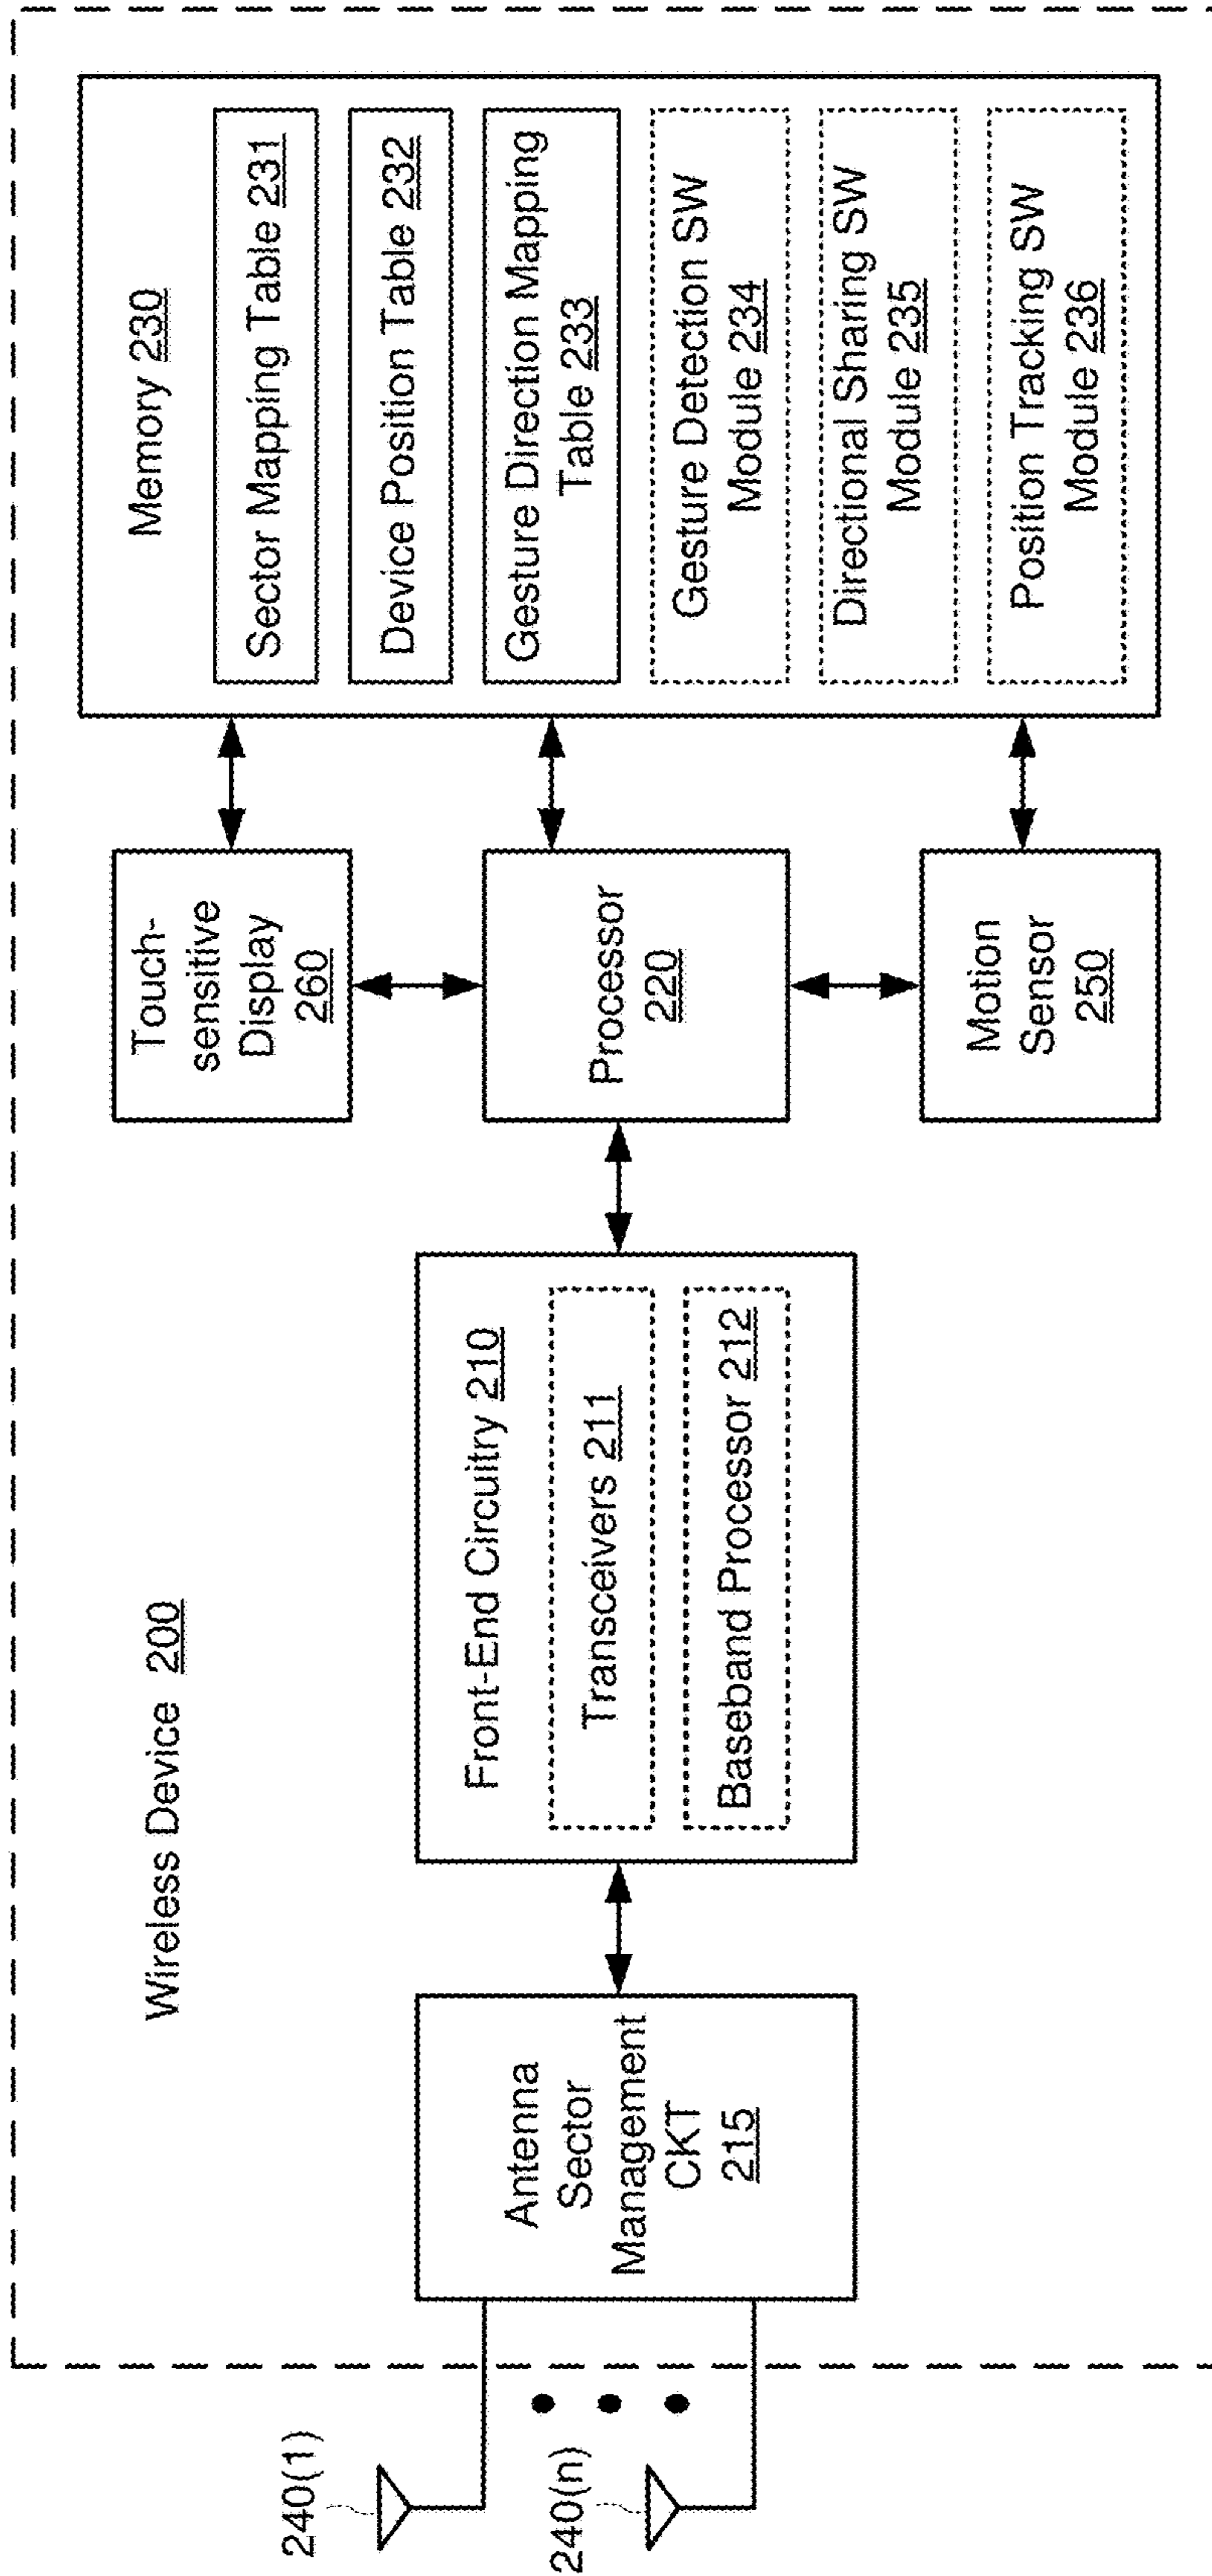 Wireless Device 200
240(1)
240(n)
Antenna
Sector
Management
CKT
215
Front-End Circuitry 210
Transceivers 211
Baseband Processor 212
Touch-
sensitive
Display
260
Processor
220
Motion
Sensor
250
Memory 230
Sector Mapping Table 231
Device Position Table 232
Gesture Direction Mapping
Table 233
Gesture Detection SW
Module 234
Directional Sharing SW
Module 235
Position Tracking SW
Module 236